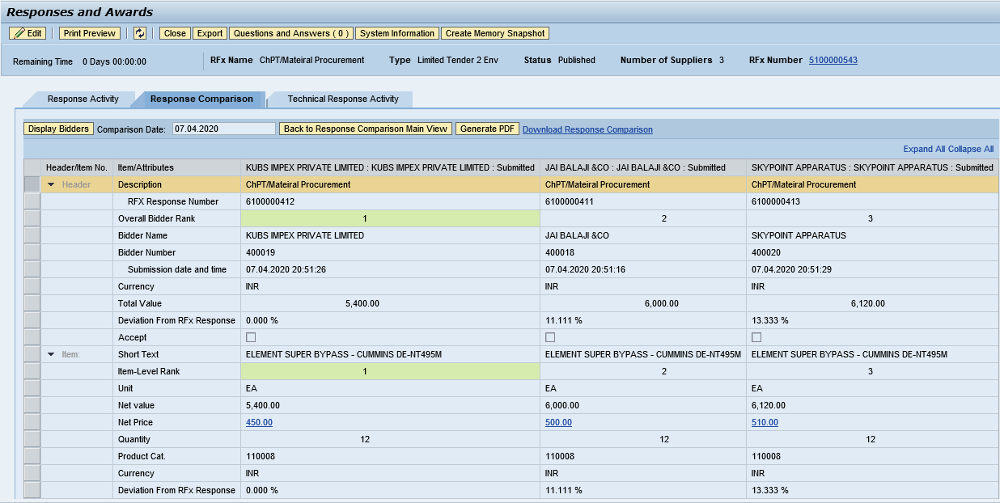 Responses and Awards
Edit Print Preview Close Export Questions and Answers ( 0 ) System Information Create Memory Snapshot
Remaining Time 0 Days 00:00:00 RFx Name ChPT/Mateiral Procurement Type Limited Tender 2 Env Status Published Number of Suppliers 3 RFx Number 5100000543
Response Activity Response Comparison Technical Response Activity
Display Bidders Comparison Date: 07.04.2020 Back to Response Comparison Main View Generate PDF Download Response Comparison
Expand All Collapse All
Header/Item No. Item/Attributes KUBS IMPEX PRIVATE LIMITED : KUBS IMPEX PRIVATE LIMITED : Submitted JAI BALAJI &CO : JAI BALAJI &CO : Submitted SKYPOINT APPARATUS : SKYPOINT APPARATUS : Submitted
Header Description ChPT/Mateiral Procurement ChPT/Mateiral Procurement ChPT/Mateiral Procurement
RFX Response Number 6100000412 6100000411 6100000413
Overall Bidder Rank 1 2 3
Bidder Name KUBS IMPEX PRIVATE LIMITED JAI BALAJI &CO SKYPOINT APPARATUS
Bidder Number 400019 400018 400020
Submission date and time 07.04.2020 20:51:26 07.04.2020 20:51:16 07.04.2020 20:51:29
Currency INR INR INR
Total Value 5,400.00 6,000.00 6,120.00
Deviation From RFx Response 0.000 % 11.111 % 13.333 %
Accept
Item: Short Text ELEMENT SUPER BYPASS - CUMMINS DE-NT495M ELEMENT SUPER BYPASS - CUMMINS DE-NT495M ELEMENT SUPER BYPASS - CUMMINS DE-NT495M
Item-Level Rank 1 2 3
Unit EA EA EA
Net value 5,400.00 6,000.00 6,120.00
Net Price 450.00 500.00 510.00
Quantity 12 12 12
Product Cat. 110008 110008 110008
Currency INR INR INR
Deviation From RFx Response 0.000 % 11.111 % 13.333 %